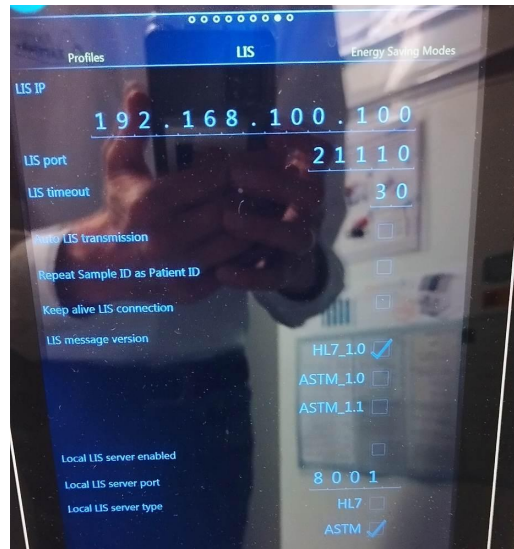 Profiles LIS Energy Saving Modes
LIS IP
192.168.100.100
LIS port 21110
LIS timeout 30
Auto LIS transmission
Repeat Sample ID as Patient ID
Keep alive LIS connection
LIS message version
HL7_1.0
ASTM_1.0
ASTM_1.1
Local LIS server enabled
Local LIS server port 8001
Local LIS server type
HL7
ASTM